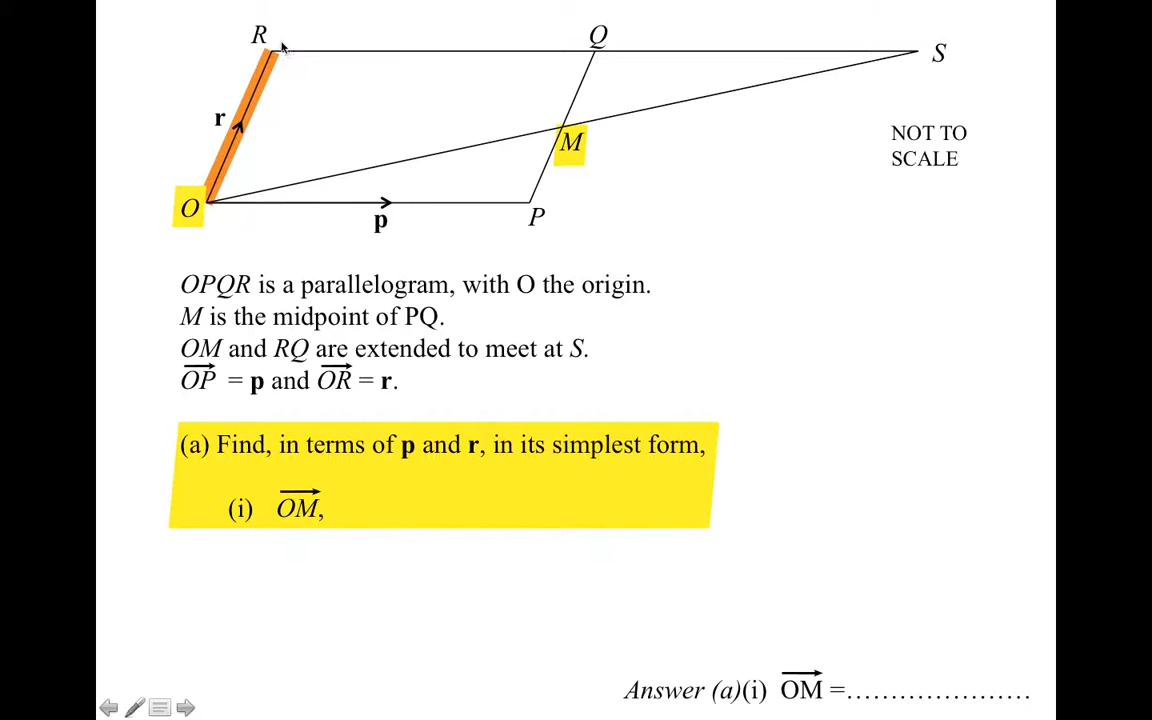 R
Q
S
r
M
NOT TO
SCALE
O
p
P
OPQR is a parallelogram, with O the origin.
M is the midpoint of PQ.
OM and RQ are extended to meet at S.
OP = p and OR = r.
(a) Find, in terms of p and r, in its simplest form,
(i) OM,
Answer (a)(i) OM =.....................